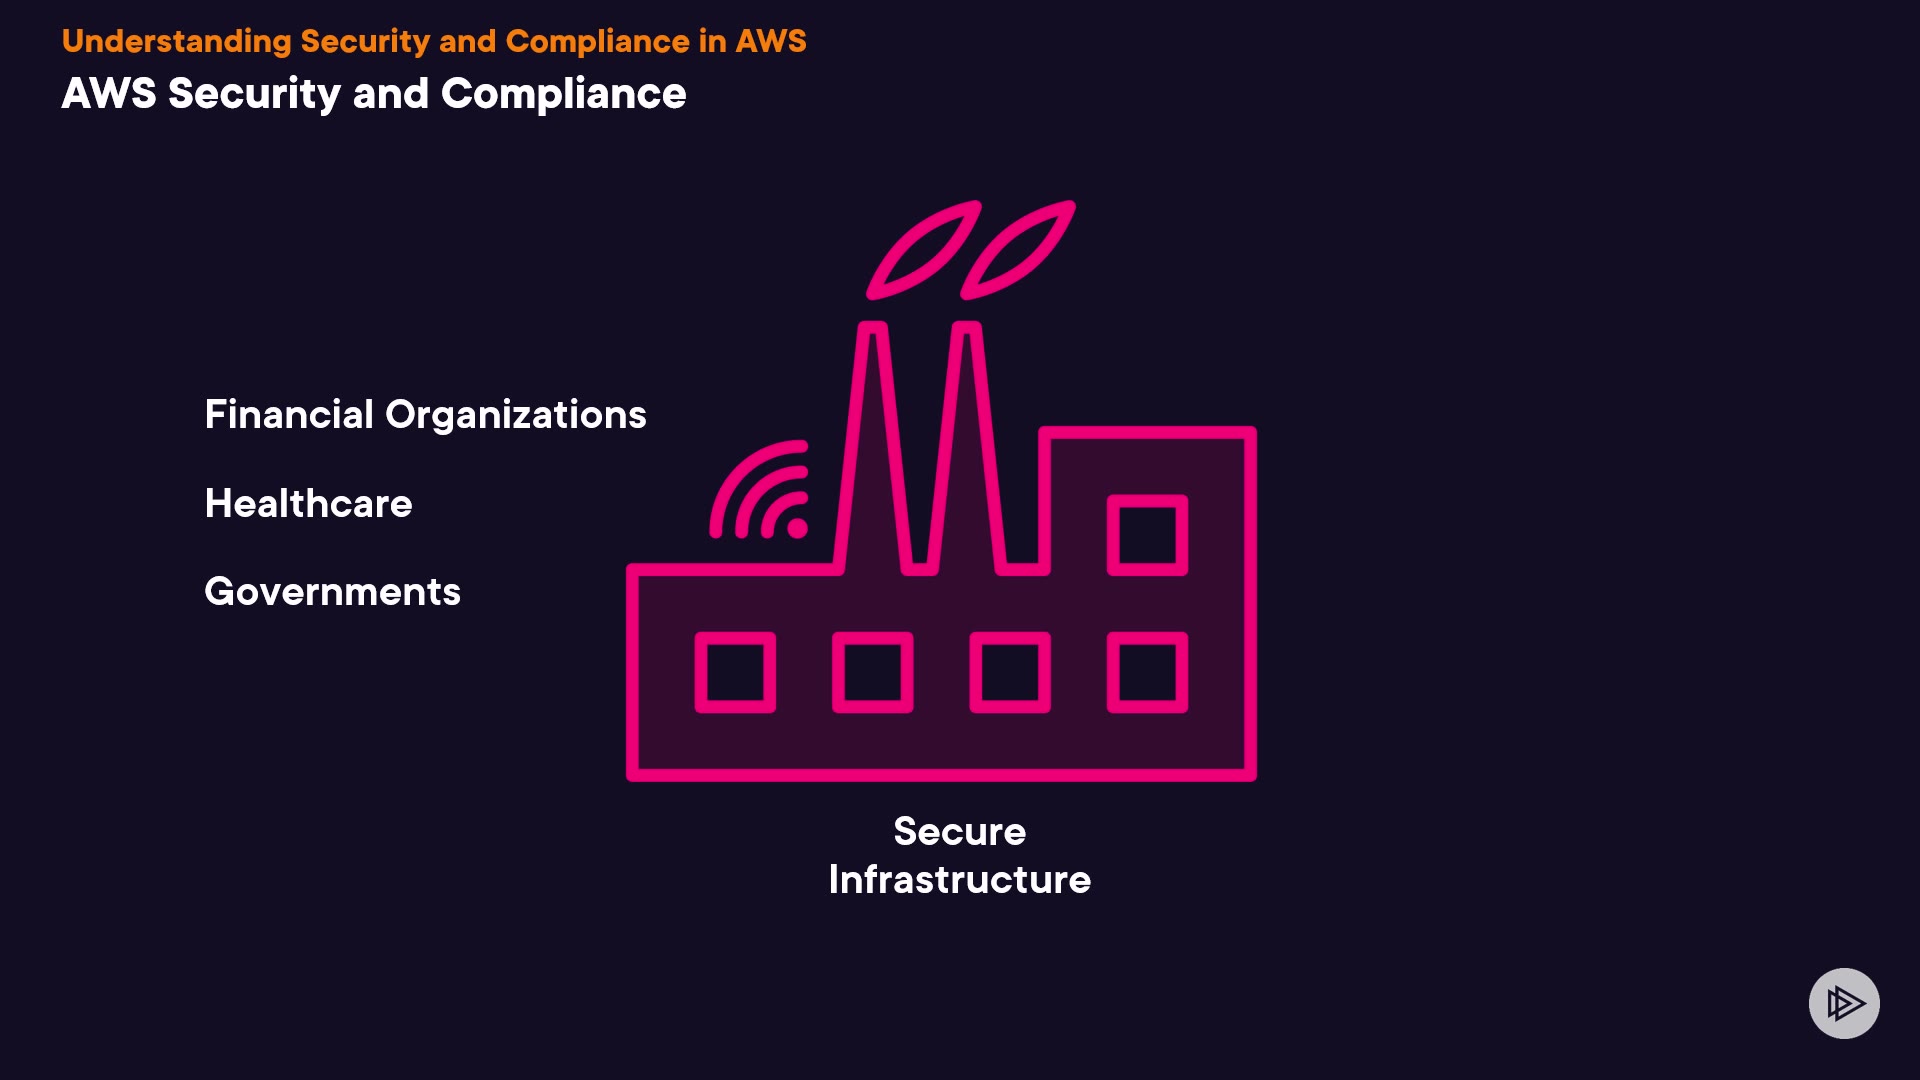 Understanding Security and Compliance in AWS
AWS Security and Compliance
Financial Organizations
Healthcare
Governments
Secure
Infrastructure